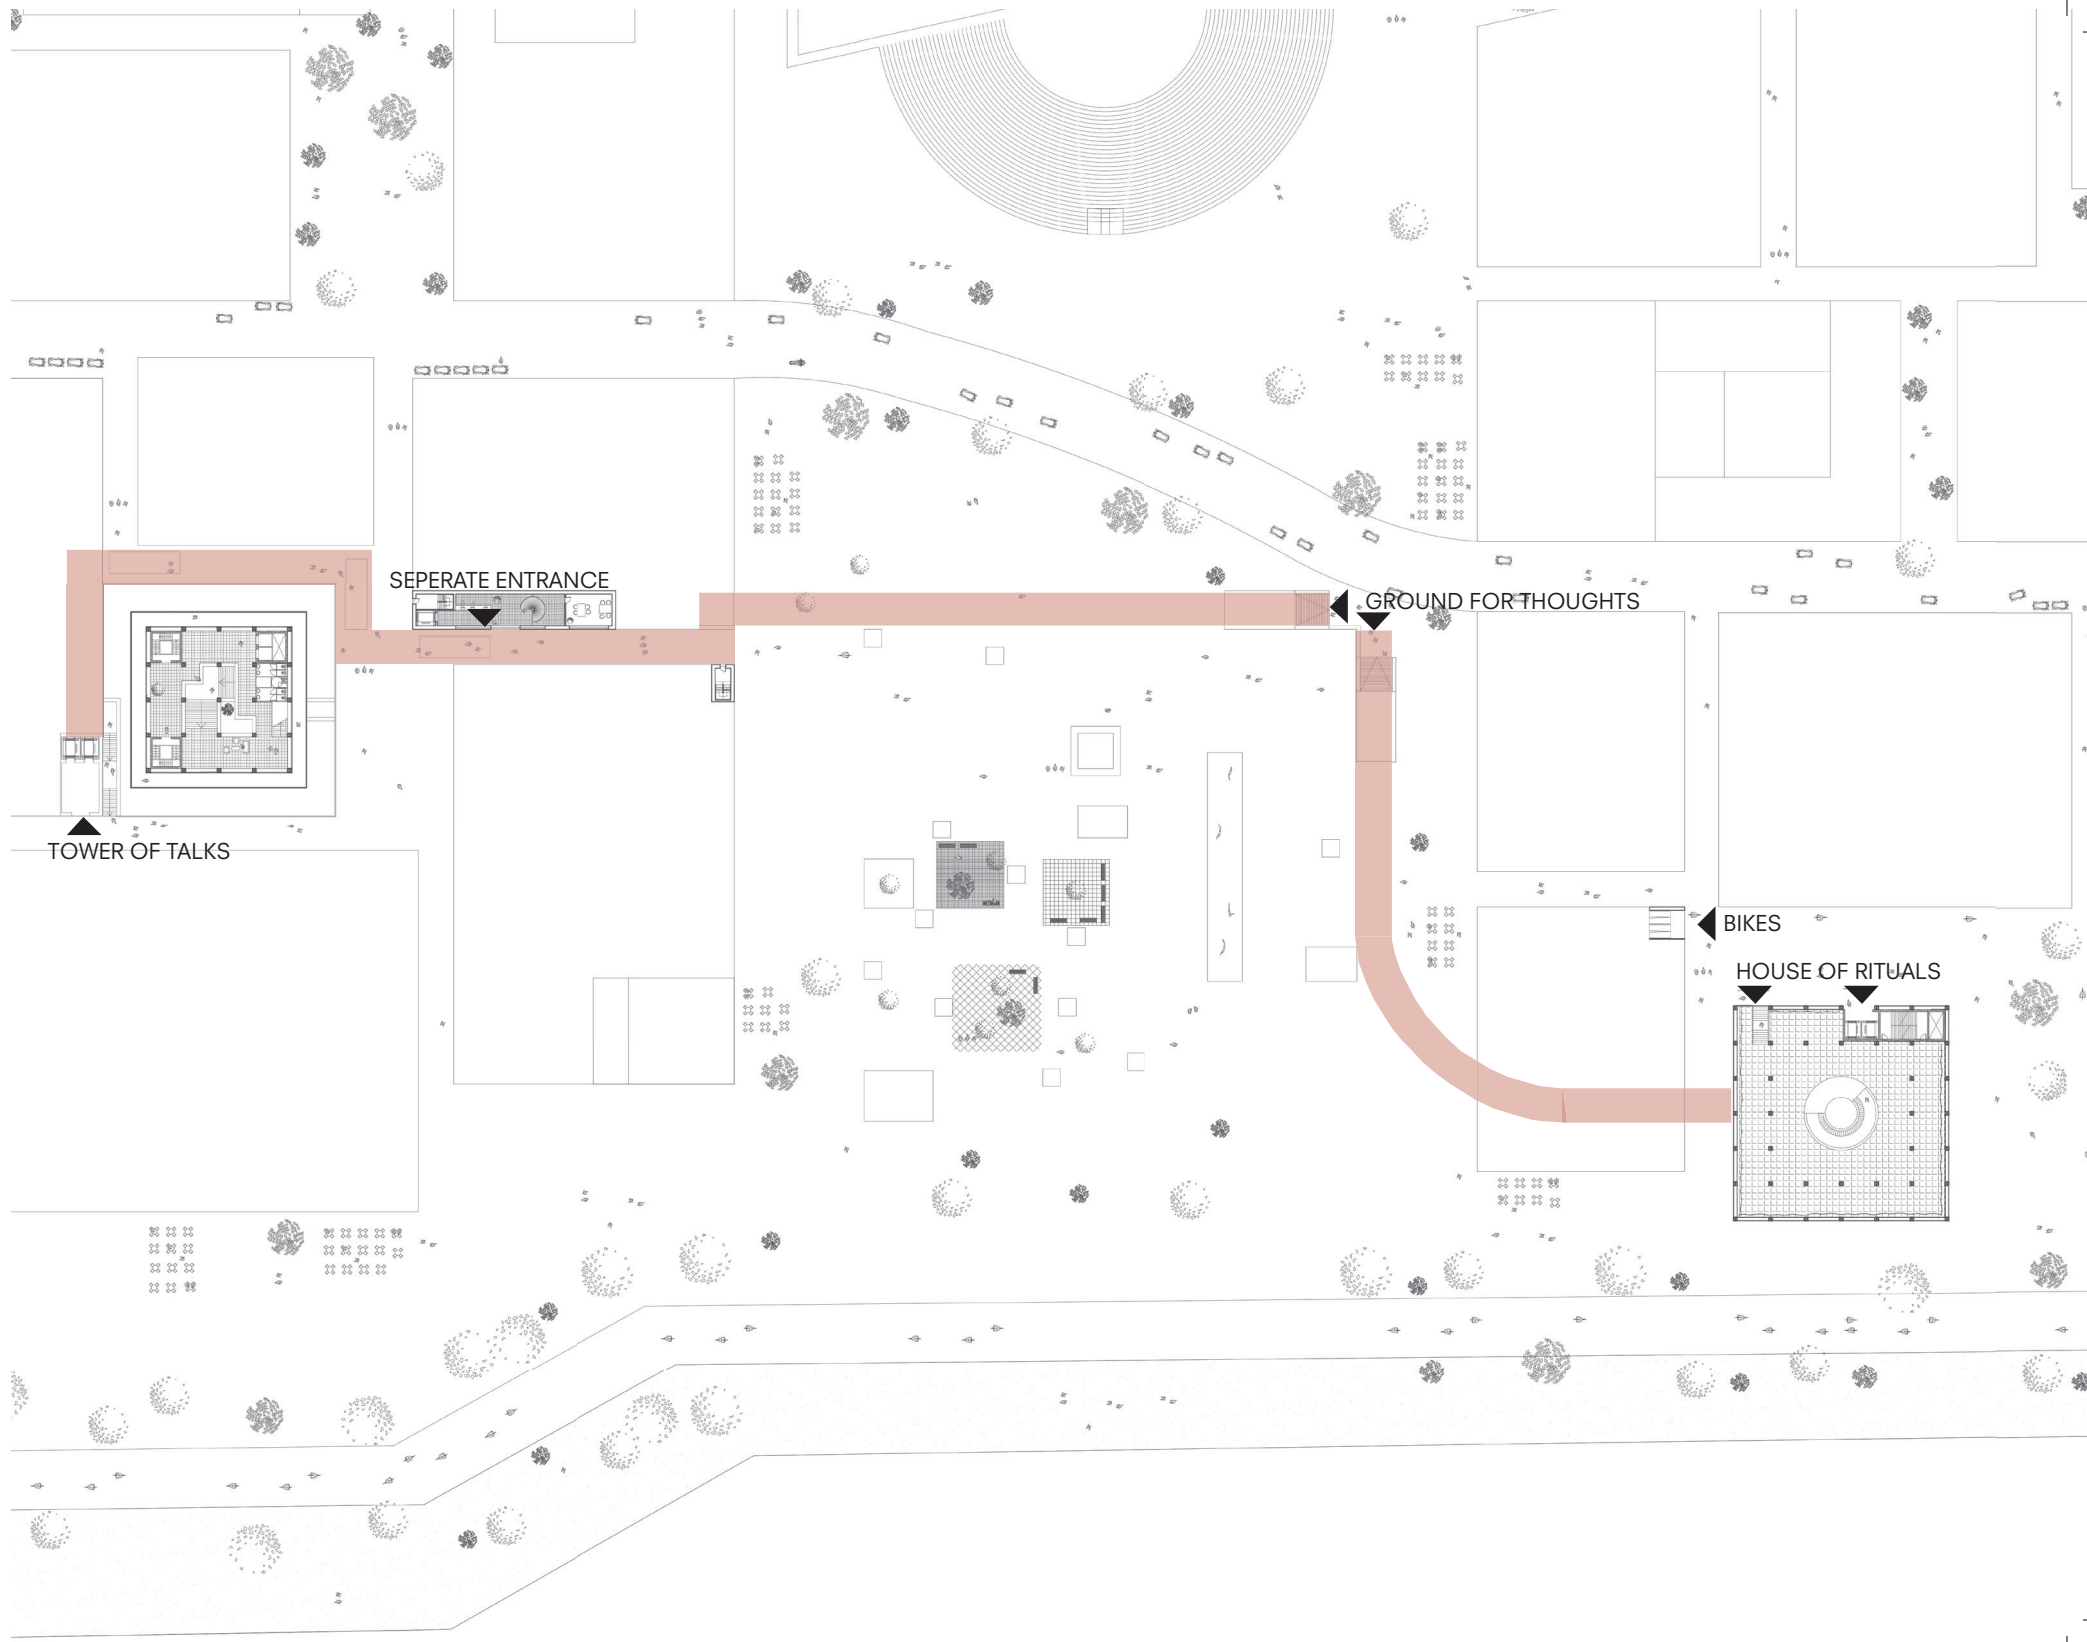 SEPERATE ENTRANCE
GROUND FOR THOUGHTS
TOWER OF TALKS
BIKES
HOUSE OF RITUALS